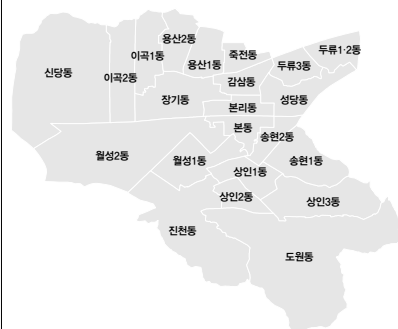 용산2동
두류1·2동
이곡1동
죽전동
용산1동
두류3동
신당동
이곡2동
감삼동
장기동
성당동
본리동
본동
송현2동
월성2동
월성1동
송현1동
상인1동
상인2동
상인3동
진천동
도원동